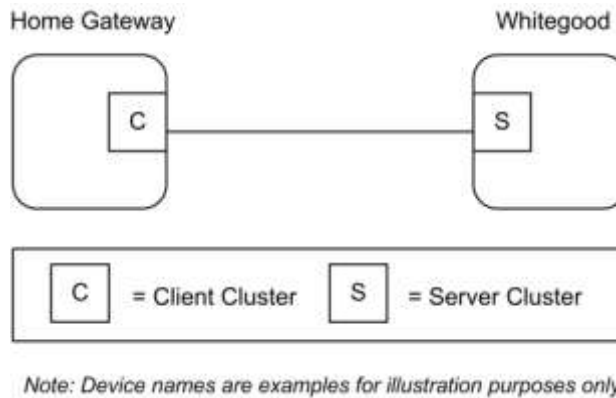 Home Gateway Whitegood
C S
C = Client Cluster S = Server Cluster
Note: Device names are examples for illustration purposes only